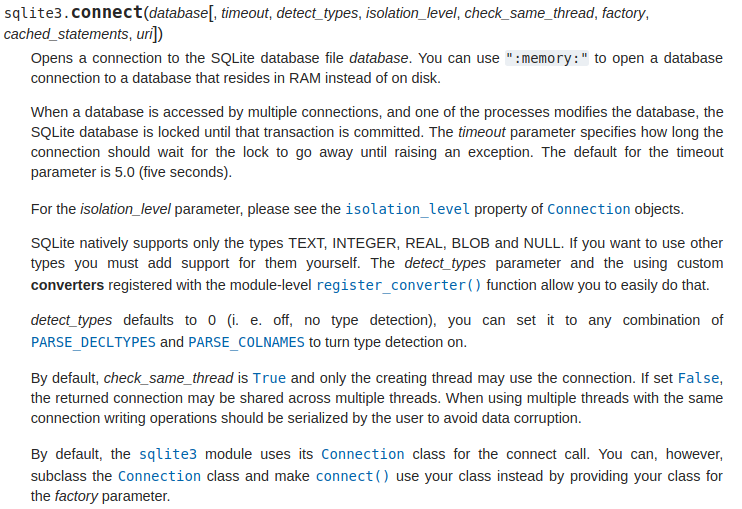 sqlite3.connect(database[, timeout, detect_types, isolation_level, check_same_thread, factory,
cached_statements, uri])
Opens a connection to the SQLite database file database. You can use ":memory:" to open a database
connection to a database that resides in RAM instead of on disk.
When a database is accessed by multiple connections, and one of the processes modifies the database, the
SQLite database is locked until that transaction is committed. The timeout parameter specifies how long the
connection should wait for the lock to go away until raising an exception. The default for the timeout
parameter is 5.0 (five seconds).
For the isolation_level parameter, please see the isolation_level property of Connection objects.
SQLite natively supports only the types TEXT, INTEGER, REAL, BLOB and NULL. If you want to use other
types you must add support for them yourself. The detect_types parameter and the using custom
converters registered with the module-level register_converter() function allow you to easily do that.
detect_types defaults to 0 (i. e. off, no type detection), you can set it to any combination of
PARSE_DECLTYPES and PARSE_COLNAMES to turn type detection on.
By default, check_same_thread is True and only the creating thread may use the connection. If set False,
the returned connection may be shared across multiple threads. When using multiple threads with the same
connection writing operations should be serialized by the user to avoid data corruption.
By default, the sqlite3 module uses its Connection class for the connect call. You can, however,
subclass the Connection class and make connect() use your class instead by providing your class for
the factory parameter.